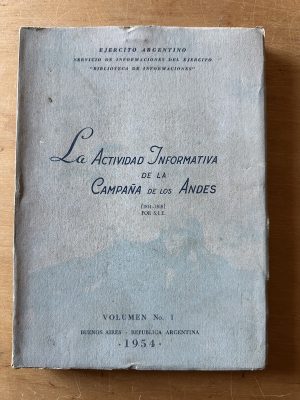 EJERCITO ARGENTINO
SERVICIO DE INFORMACIONES DEL EJERCITO
"BIBLIOTECA DE INFORMACIONES"
La ACTIVIDAD INFORMATIVA
DE LA
CAMPAÑA DE LOS ANDES
POR S.I.E.
VOLUMEN No. 1
BUENOS AIRES - REPUBLICA ARGENTINA
- 1954 -